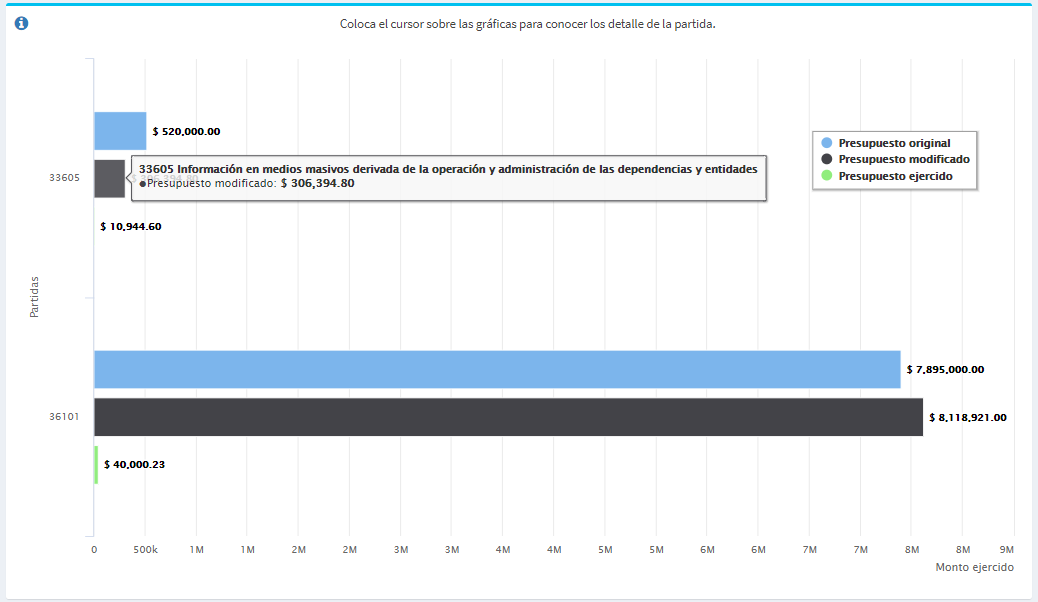 Coloca el cursor sobre las gráficas para conocer los detalle de la partida.
$ 520,000.00
Presupuesto original
Presupuesto modificado
Presupuesto ejercido
33605
33605 Información en medios masivos derivada de la operación y administración de las dependencias y entidades
●Presupuesto modificado: $ 306,394.80
$ 10,944.60
Partidas
$ 7,895,000.00
36101
$ 8,118,921.00
$ 40,000.23
0 500k 1M 1M 2M 2M 3M 3M 4M 4M 5M 5M 6M 6M 7M 7M 8M 8M 9M
Monto ejercido